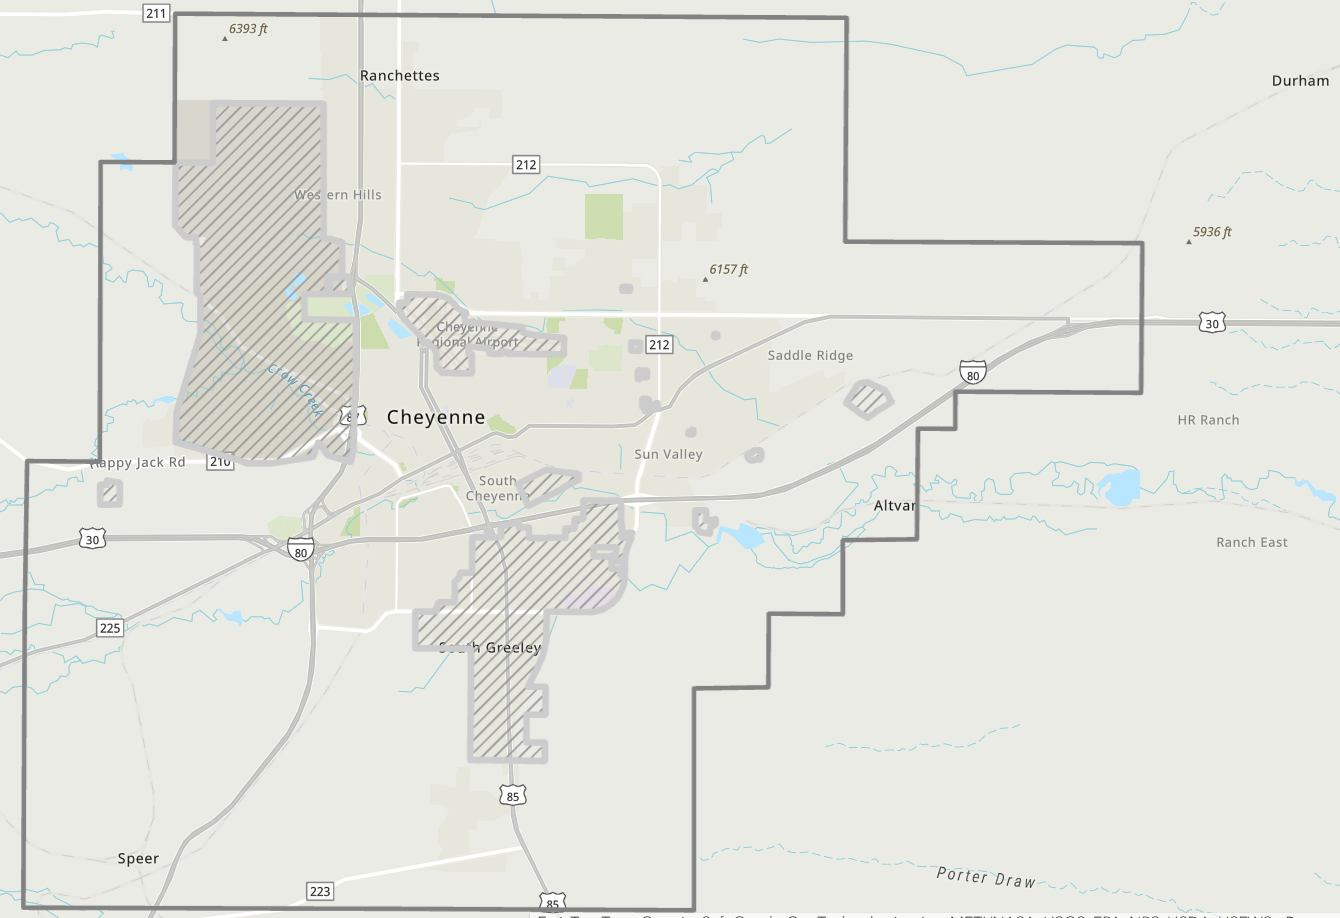 211
6393 ft
Ranchettes
Durham
212
Western Hills
5936 ft
6157 ft
Cheyenne
Regional Airport
30
212
Saddle Ridge
80
Crow Creek
87
Cheyenne
HR Ranch
Sun Valley
Happy Jack Rd
210
South
Cheyenne
Altvan
30
80
Ranch East
225
South Greeley
85
Speer
Porter Draw
223
85